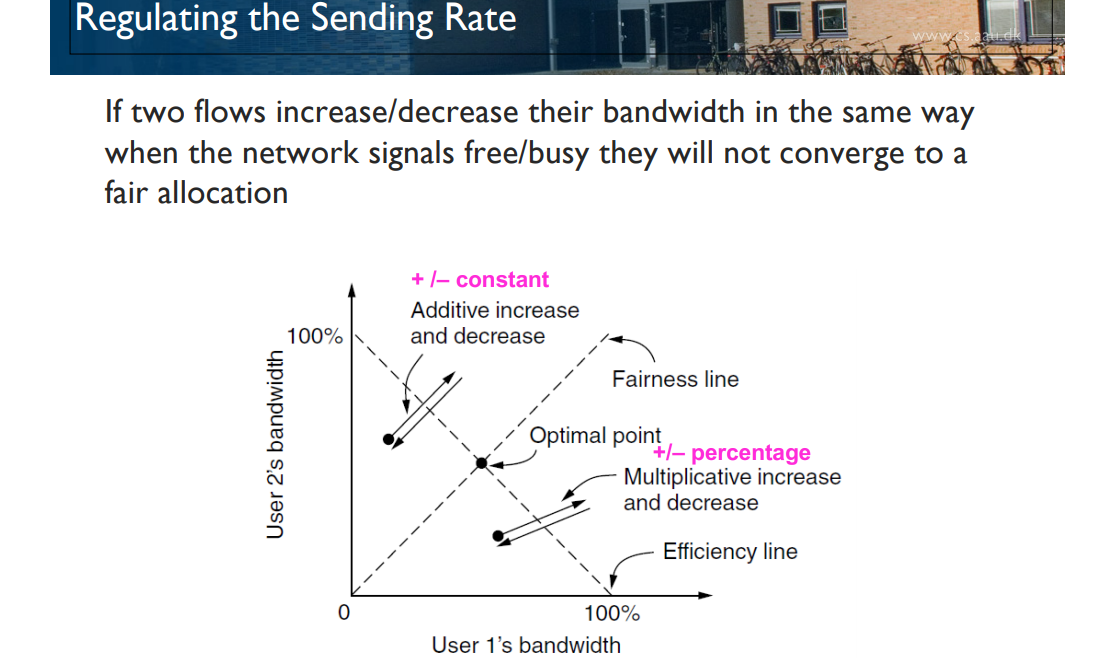 Regulating the Sending Rate
www.cs.aau.dk
If two flows increase/decrease their bandwidth in the same way
when the network signals free/busy they will not converge to a
fair allocation
+ /– constant
Additive increase
and decrease
100%
User 2's bandwidth
Fairness line
Optimal point
+/– percentage
Multiplicative increase
and decrease
Efficiency line
0
100%
User 1's bandwidth